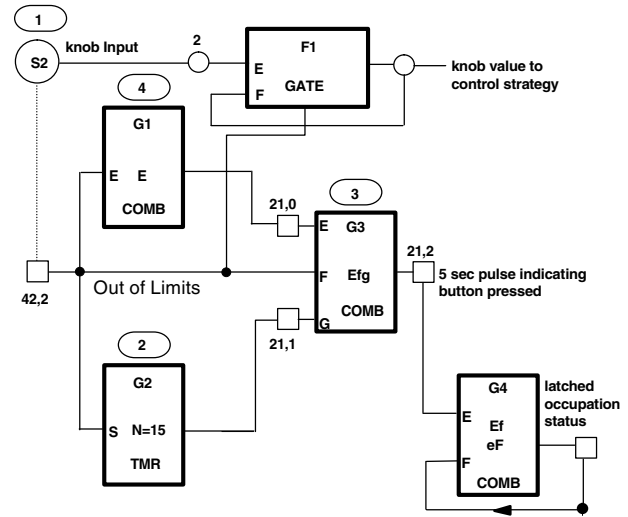 1
S2
knob Input
2
F1
E
F
GATE
knob value to
control strategy
4
G1
E
E
COMB
3
21,0
E
G3
F
Efg
G
COMB
21,2
5 sec pulse indicating
button pressed
42,2
Out of Limits
21,1
2
G2
S
N=15
TMR
G4
E
Ef
eF
F
COMB
latched
occupation
status